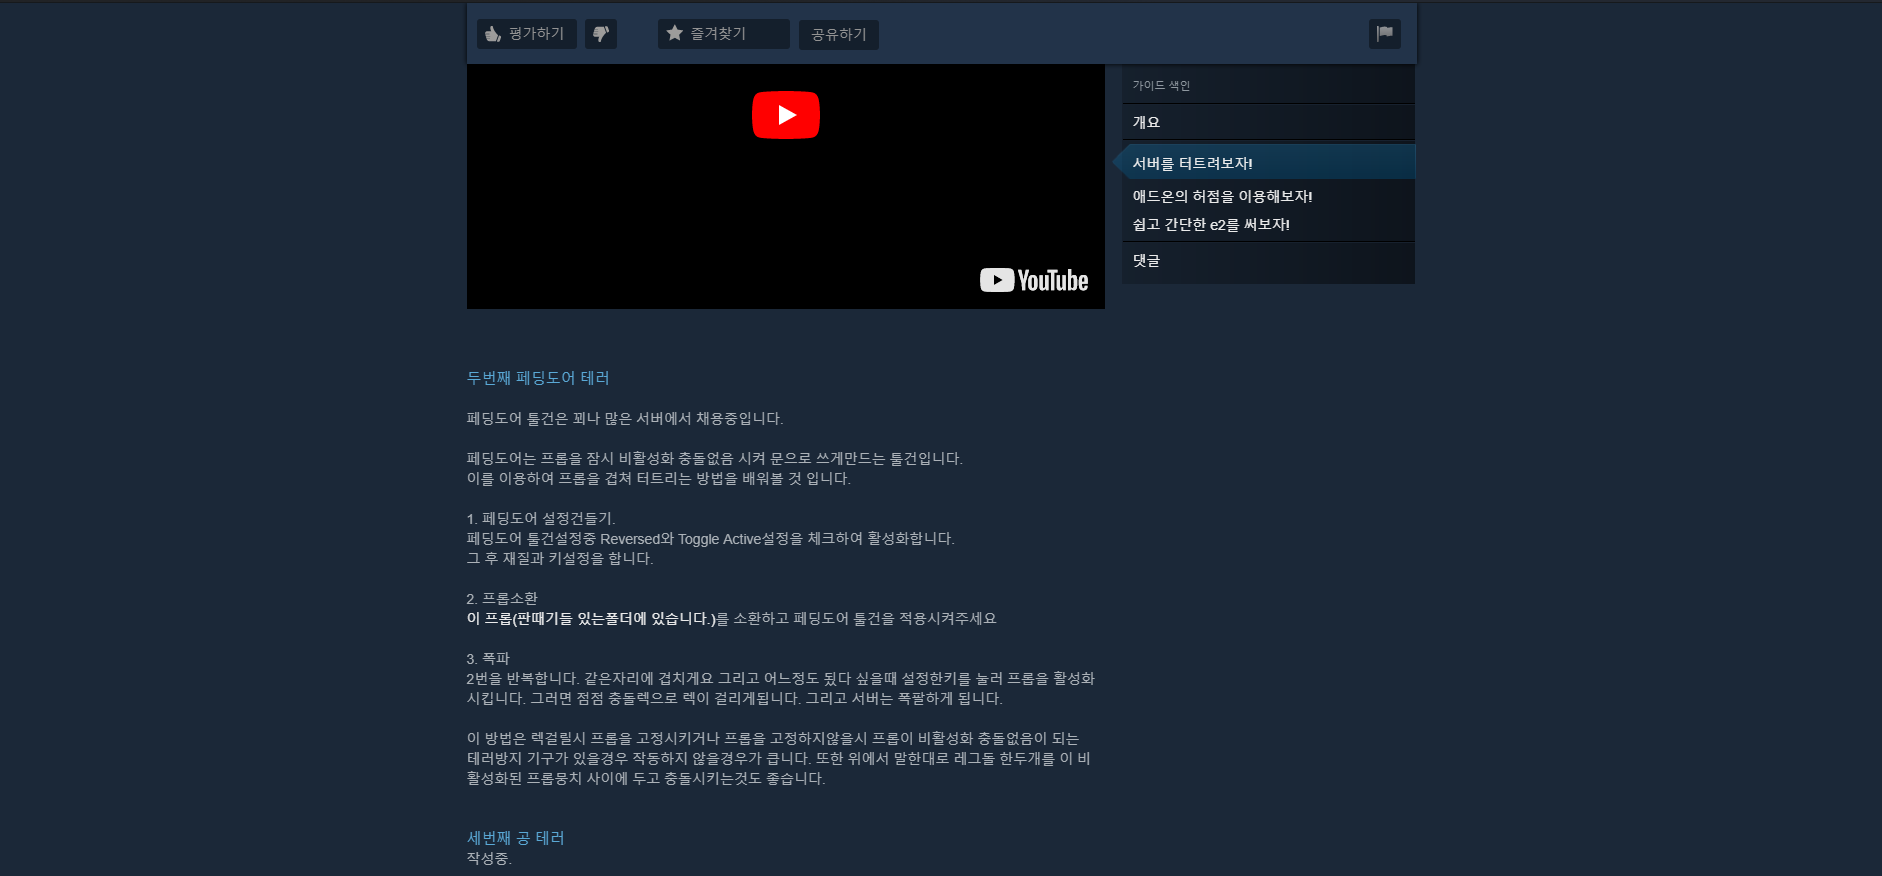 평가하기
즐겨찾기
공유하기
YouTube
가이드 색인
개요
서버를 터트려보자!
애드온의 허점을 이용해보자!
쉽고 간단한 e2를 써보자!
댓글
두번째 페딩도어 테러
페딩도어 툴건은 꾀나 많은 서버에서 채용중입니다.
페딩도어는 프롭을 잠시 비활성화 충돌없음 시켜 문으로 쓰게만드는 툴건입니다.
이를 이용하여 프롭을 겹쳐 터트리는 방법을 배워볼 것 입니다.
1. 페딩도어 설정건들기.
페딩도어 툴건설정중 Reversed와 Toggle Active설정을 체크하여 활성화합니다.
그 후 재질과 키설정을 합니다.
2. 프롭소환
이 프롭(판때기들 있는폴더에 있습니다.)를 소환하고 페딩도어 툴건을 적용시켜주세요
3. 폭파
2번을 반복합니다. 같은자리에 겹치게요 그리고 어느정도 됬다 싶을때 설정한키를 눌러 프롭을 활성화
시킵니다. 그러면 점점 충돌렉으로 렉이 걸리게됩니다. 그리고 서버는 폭팔하게 됩니다.
이 방법은 렉걸릴시 프롭을 고정시키거나 프롭을 고정하지않을시 프롭이 비활성화 충돌없음이 되는
테러방지 기구가 있을경우 작동하지 않을경우가 큽니다. 또한 위에서 말한대로 레그돌 한두개를 이 비
활성화된 프롭뭉치 사이에 두고 충돌시키는것도 좋습니다.
세번째 공 테러
작성중.